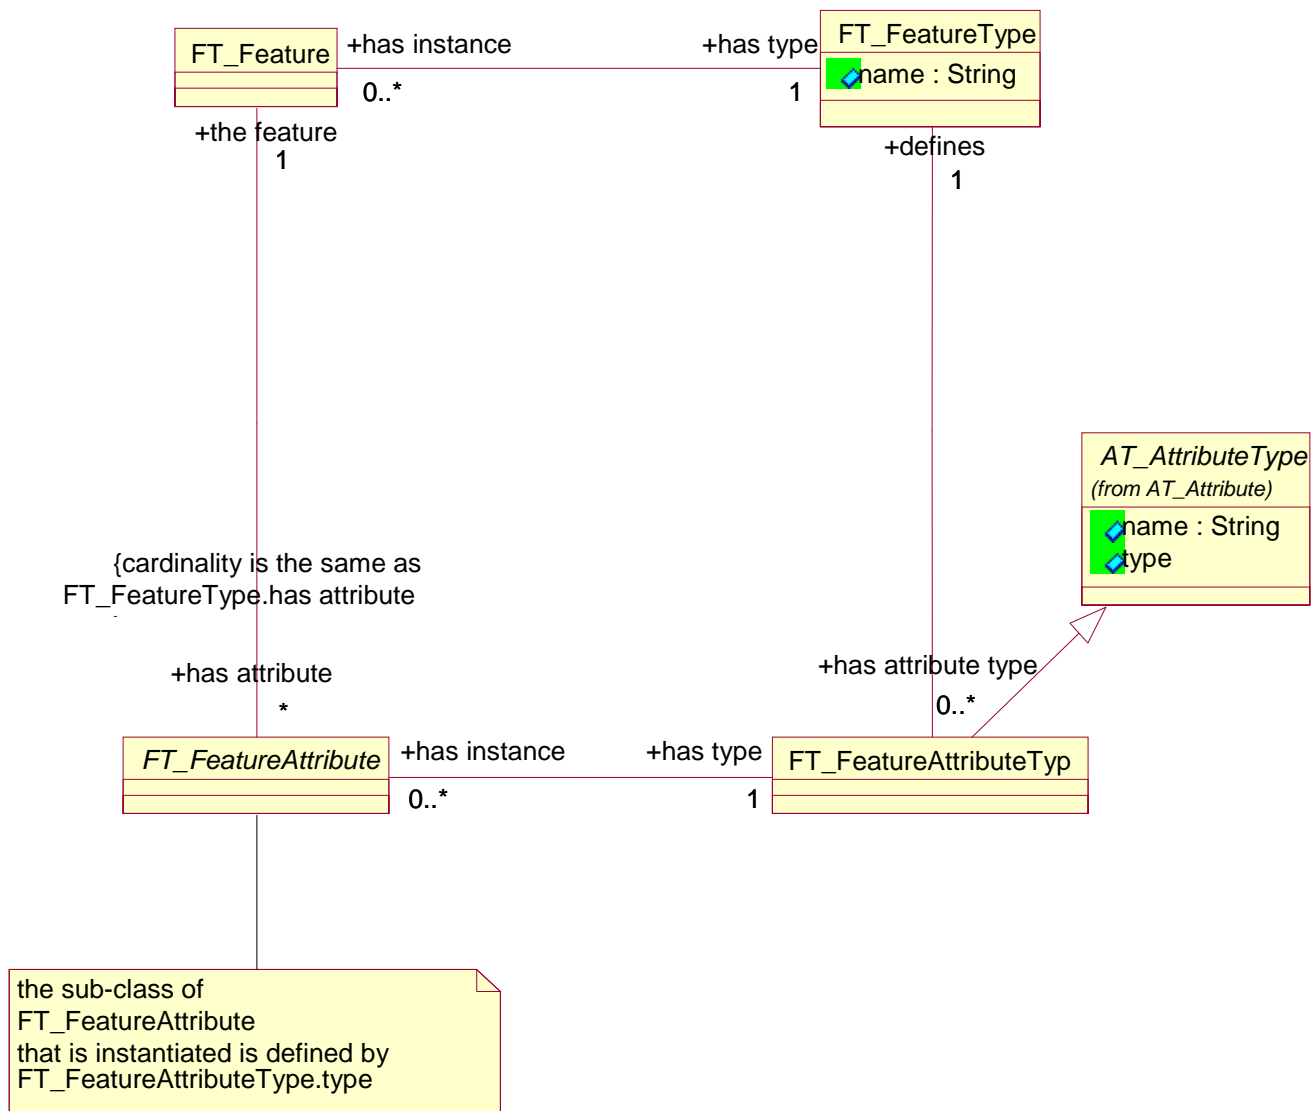 FT_Feature
+has instance
0..*
+has type
1
FT_FeatureType
name : String
+the feature
1
+defines
1
AT_AttributeType
(from AT_Attribute)
name : String
type
{cardinality is the same as
FT_FeatureType.has attribute
+has attribute
*
+has attribute type
0..*
FT_FeatureAttribute
+has instance
0..*
+has type
1
FT_FeatureAttributeTyp
the sub-class of
FT_FeatureAttribute
that is instantiated is defined by
FT_FeatureAttributeType.type